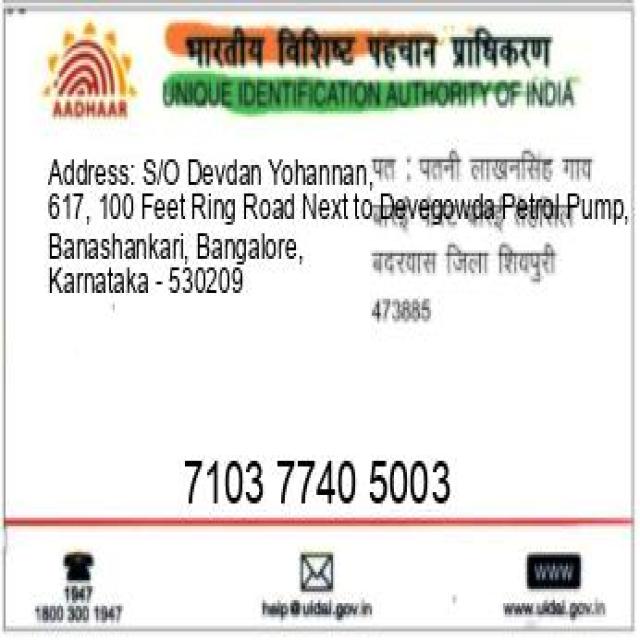 भारतीय विशिष्ट पहचान प्राधिकरण
AADHAAR
UNIQUE IDENTIFICATION AUTHORITY OF INDIA
Address: S/O Devdan Yohannan,
617, 100 Feet Ring Road Next to Devegowda Petrol Pump,
Banashankari, Bangalore,
Karnataka - 530209
पता : पतनी लाखनसिंह गाय
बदरवास जिला शिवपुरी
473885
7103 7740 5003
1947
1800 300 1947
help@uidai.gov.in
WWW
www.uidai.gov.in